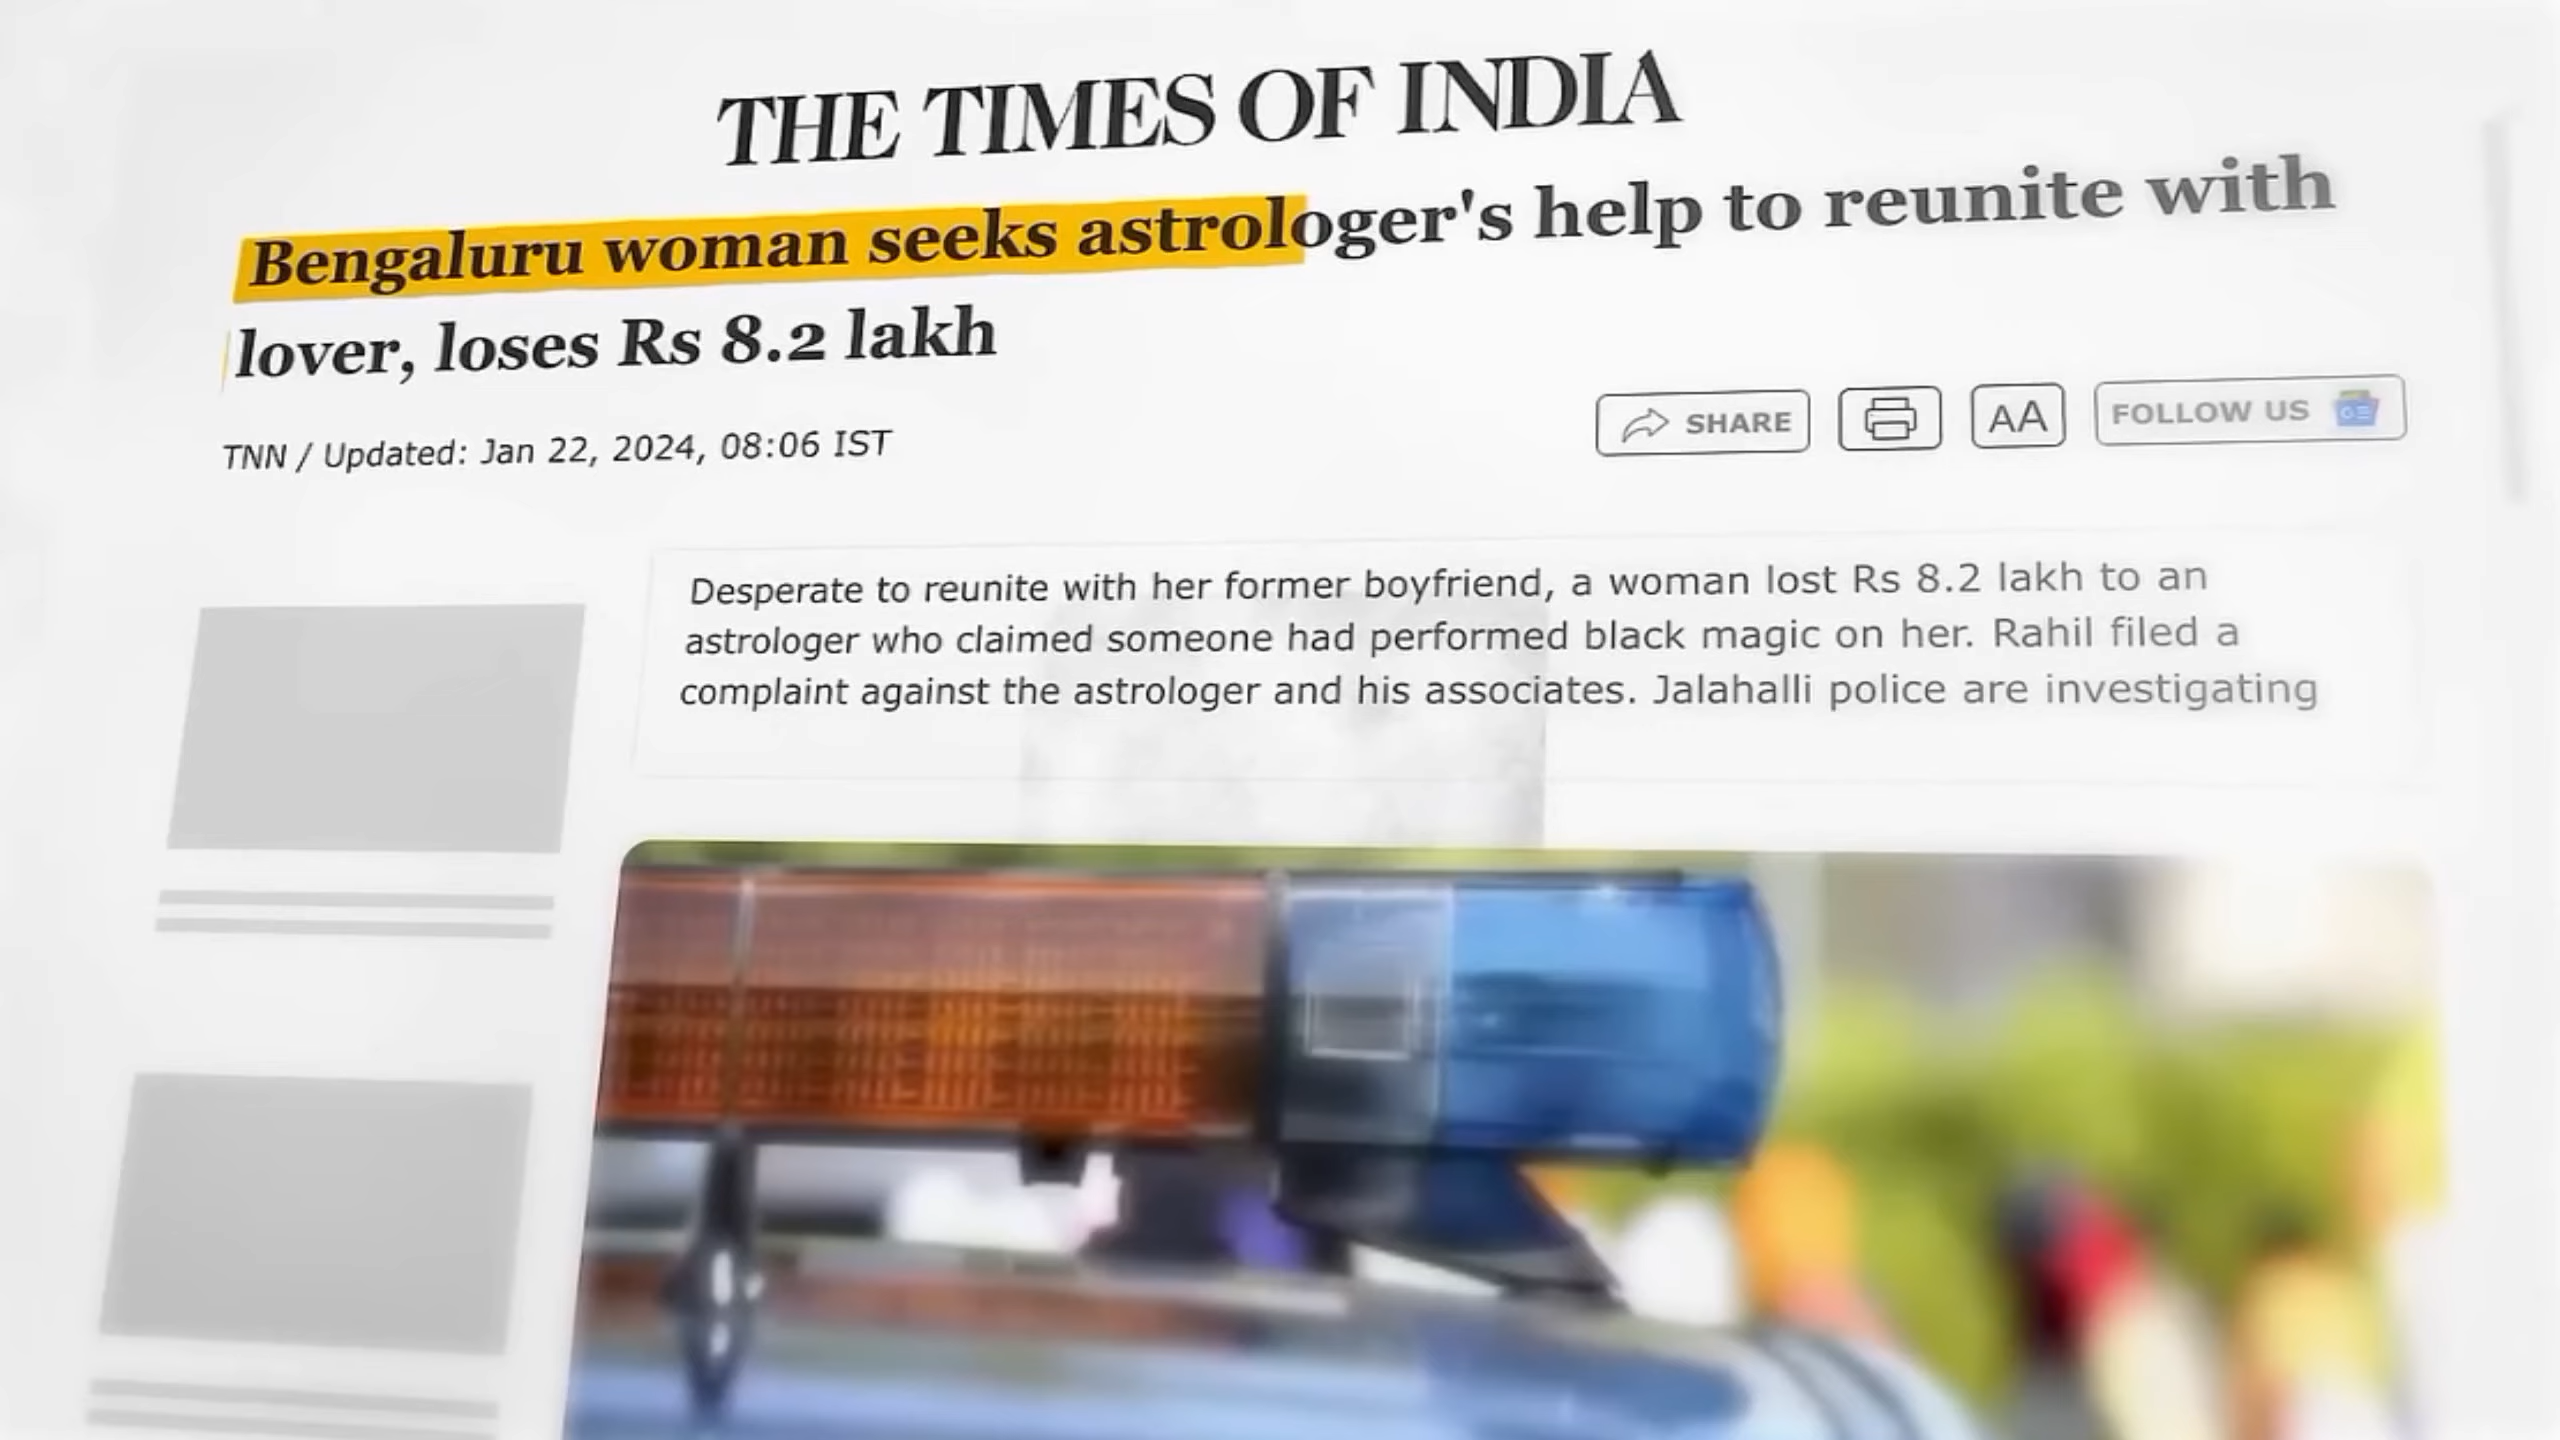 THE TIMES OF INDIA
Bengaluru woman seeks astrologer's help to reunite with
lover, loses Rs 8.2 lakh
TNN / Updated: Jan 22, 2024, 08:06 IST
SHARE
AA
FOLLOW US
Desperate to reunite with her former boyfriend, a woman lost Rs 8.2 lakh to an
astrologer who claimed someone had performed black magic on her. Rahil filed a
complaint against the astrologer and his associates. Jalahalli police are investigating